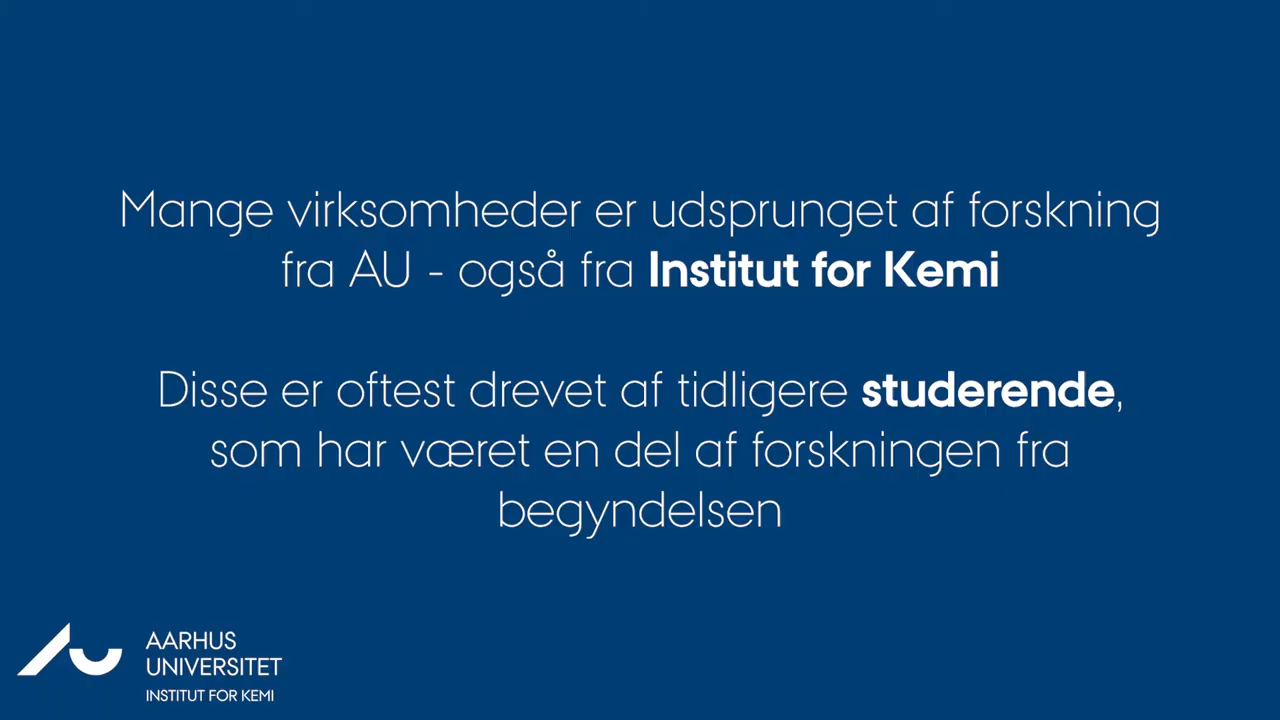 Mange virksomheder er udsprunget af forskning
fra AU - også fra Institut for Kemi
Disse er oftest drevet af tidligere studerende,
som har været en del af forskningen fra
begyndelsen
AARHUS
UNIVERSITET
INSTITUT FOR KEMI